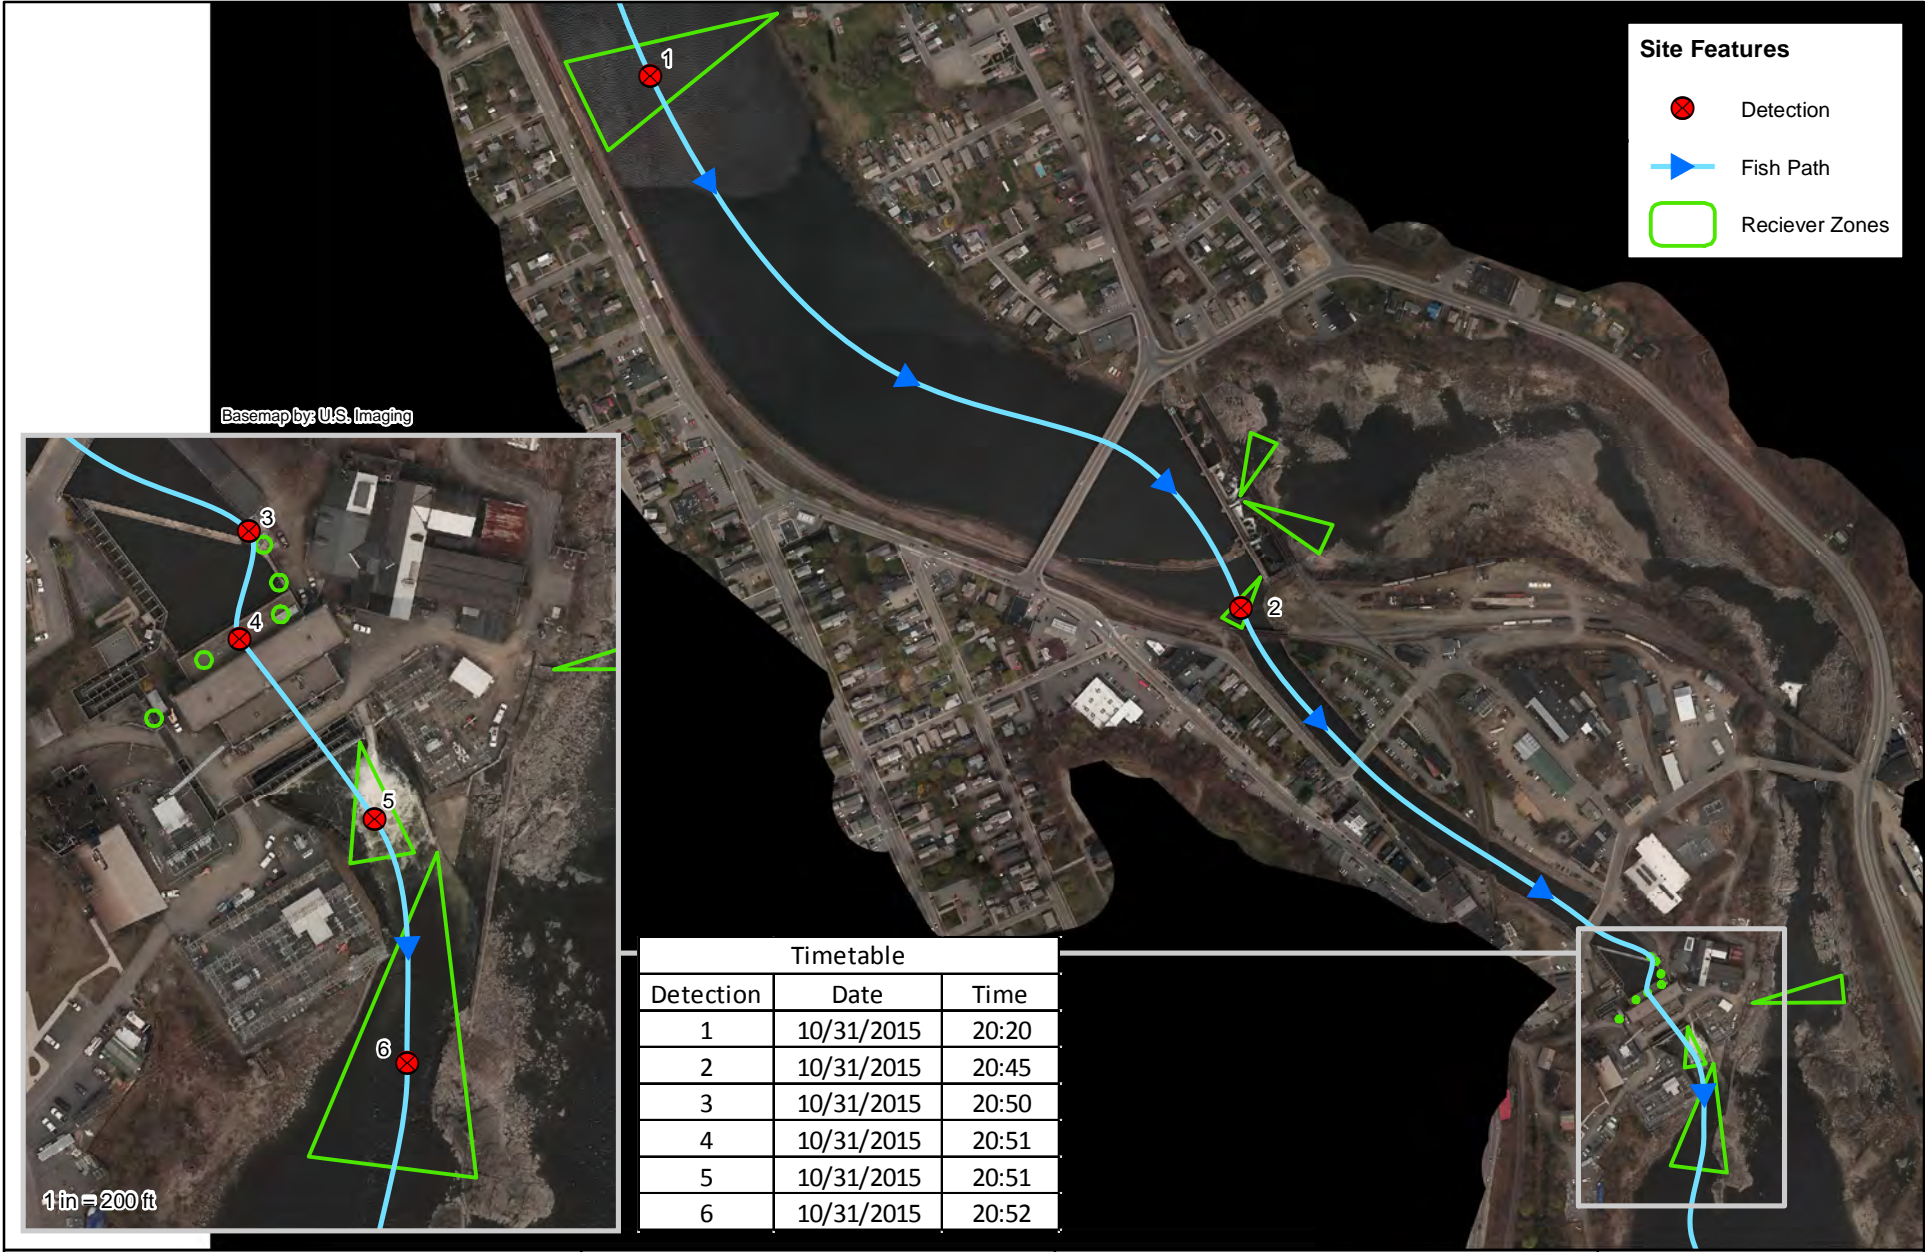 Site Features
Detection
Fish Path
Reciever Zones
1
2
Basemap by: U.S. Imaging
3
4
5
6
1 in = 200 ft
Timetable
Detection Date Time
1 10/31/2015 20:20
2 10/31/2015 20:45
3 10/31/2015 20:50
4 10/31/2015 20:51
5 10/31/2015 20:51
6 10/31/2015 20:52